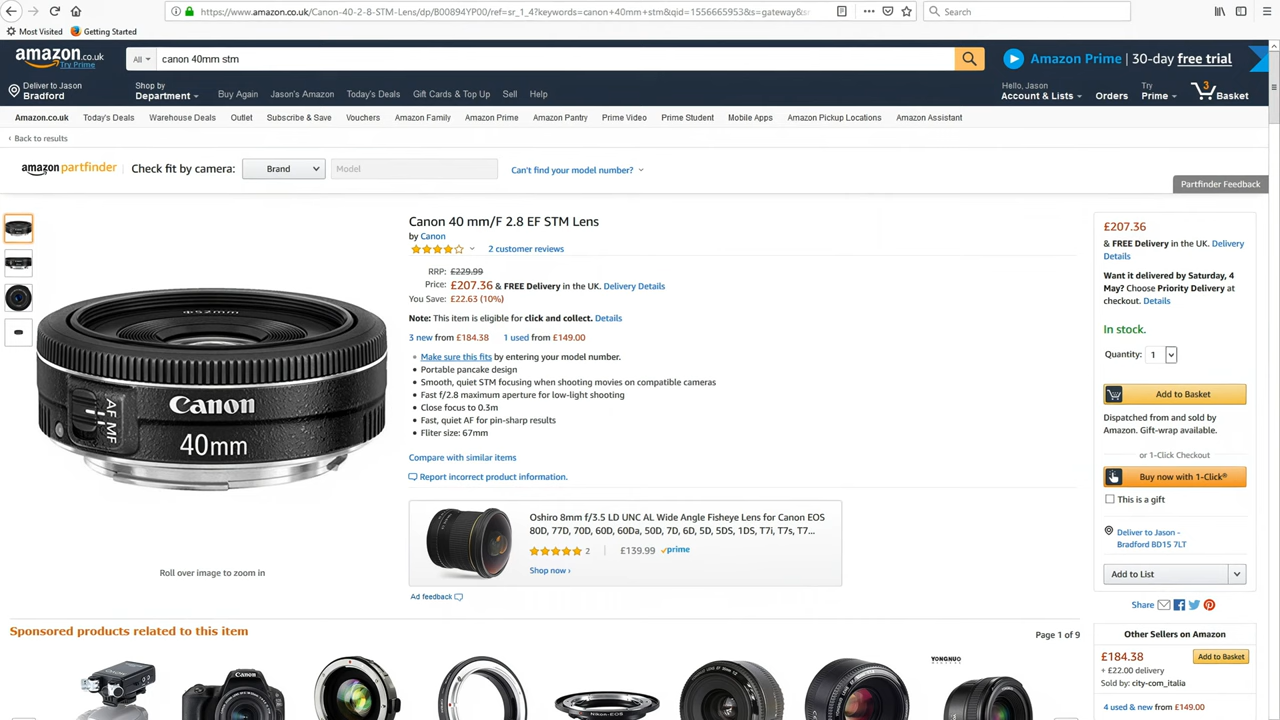 https://www.amazon.co.uk/Canon-40-2-8-STM-Lens/dp/B00894YP00/ref=sr_1_4?keywords=canon+40mm+stm&qid=1556665953&s=gateway&s
Search
Most Visited
Getting Started
amazon.co.uk
Try Prime
All
canon 40mm stm
Amazon Prime | 30-day free trial
Deliver to Jason
Bradford
Shop by
Department
Buy Again
Jason's Amazon
Today's Deals
Gift Cards & Top Up
Sell
Help
Hello, Jason
Account & Lists
Orders
Try
Prime
3
Basket
Amazon.co.uk
Today's Deals
Warehouse Deals
Outlet
Subscribe & Save
Vouchers
Amazon Family
Amazon Prime
Amazon Pantry
Prime Video
Prime Student
Mobile Apps
Amazon Pickup Locations
Amazon Assistant
‹ Back to results
amazon partfinder
Check fit by camera:
Brand
Model
Can't find your model number?
Partfinder Feedback
Canon 40 mm/F 2.8 EF STM Lens
by Canon
2 customer reviews
RRP: £229.99
Price: £207.36 & FREE Delivery in the UK. Delivery Details
You Save: £22.63 (10%)
Note: This item is eligible for click and collect. Details
3 new from £184.38
1 used from £149.00
Make sure this fits by entering your model number.
Portable pancake design
Smooth, quiet STM focusing when shooting movies on compatible cameras
Fast f/2.8 maximum aperture for low-light shooting
Close focus to 0.3m
Fast, quiet AF for pin-sharp results
Fliter size: 67mm
Compare with similar items
Report incorrect product information.
52mm
AF MF
Canon
40mm
Roll over image to zoom in
Oshiro 8mm f/3.5 LD UNC AL Wide Angle Fisheye Lens for Canon EOS
80D, 77D, 70D, 60D, 60Da, 50D, 7D, 6D, 5D, 5DS, 1DS, T7i, T7s, T7...
2 | £139.99 prime
Shop now ›
Ad feedback
£207.36
& FREE Delivery in the UK. Delivery
Details
Want it delivered by Saturday, 4
May? Choose Priority Delivery at
checkout. Details
In stock.
Quantity: 1
Add to Basket
Dispatched from and sold by
Amazon. Gift-wrap available.
or 1-Click Checkout
Buy now with 1-Click®
This is a gift
Deliver to Jason -
Bradford BD15 7LT
Add to List
Share
Other Sellers on Amazon
£184.38
Add to Basket
+ £22.00 delivery
Sold by: city-com_italia
4 used & new from £149.00
Sponsored products related to this item
Page 1 of 9
Canon
YONGNUO